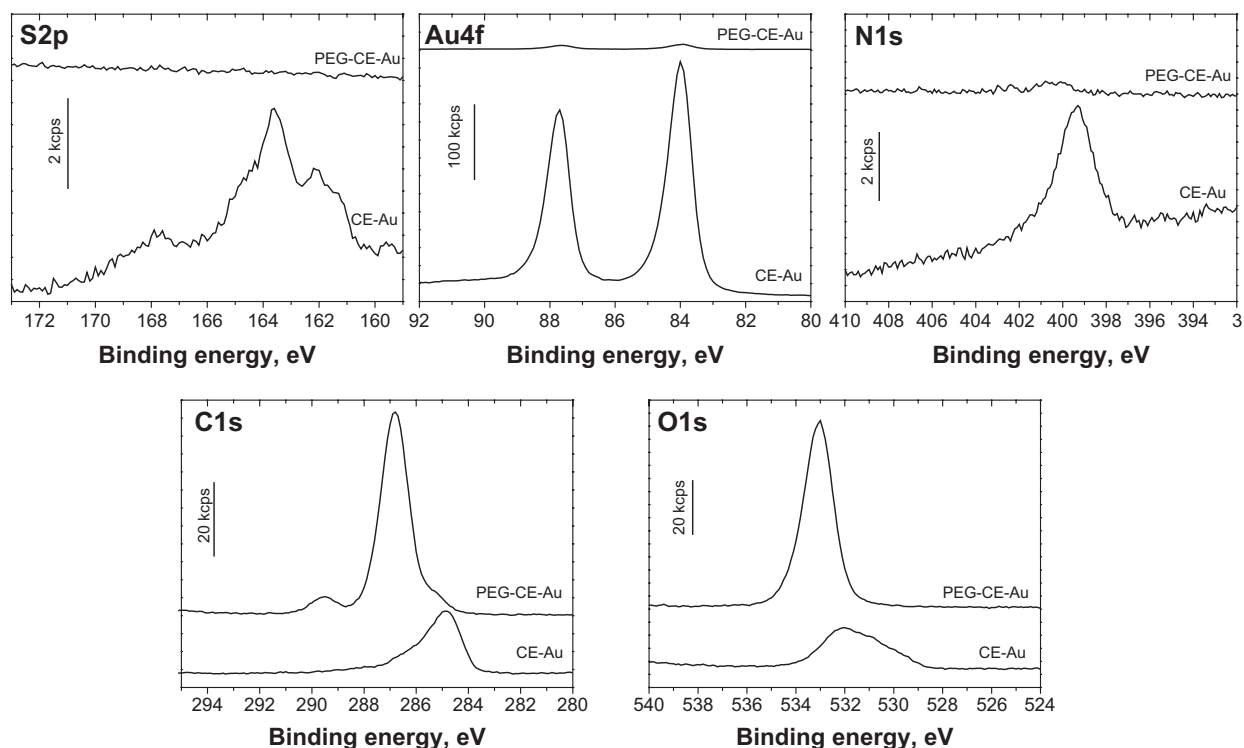 S2p
PEG-CE-Au
2 kcps
CE-Au
172 170 168 166 164 162 160
Binding energy, eV
Au4f
PEG-CE-Au
100 kcps
CE-Au
92 90 88 86 84 82 80
Binding energy, eV
N1s
PEG-CE-Au
2 kcps
CE-Au
410 408 406 404 402 400 398 396 394 3
Binding energy, eV
C1s
20 kcps
PEG-CE-Au
CE-Au
294 292 290 288 286 284 282 280
Binding energy, eV
O1s
20 kcps
PEG-CE-Au
CE-Au
540 538 536 534 532 530 528 526 524
Binding energy, eV